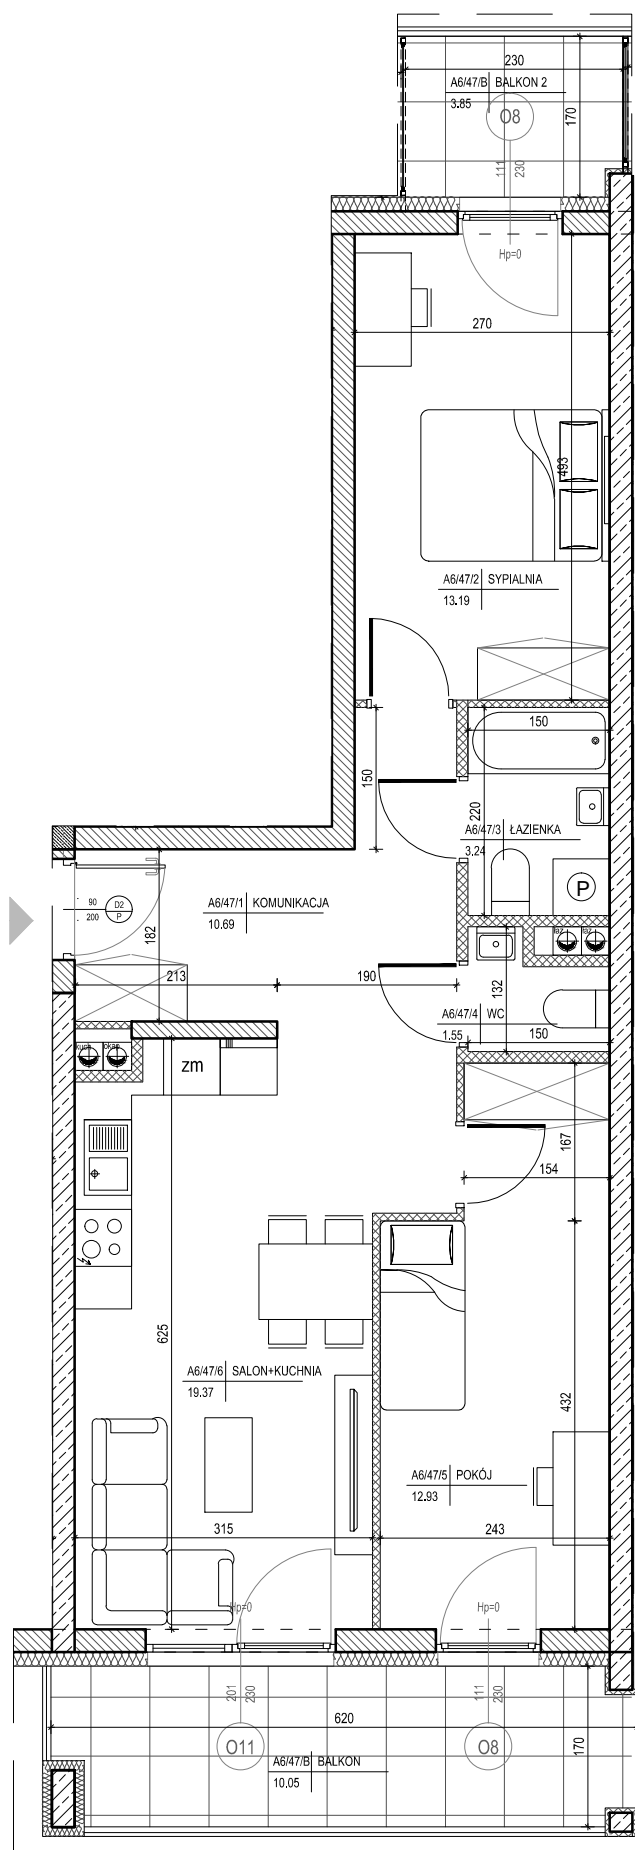 230
A6/47/B BALKON 2
3.85
O8
170
111
230
Hp=0
270
493
A6/47/2 SYPIALNIA
13.19
150
150
220
A6/47/3 ŁAZIENKA
3.24
P
90
200
D2
P
A6/47/1 KOMUNIKACJA
10.69
182
213
190
łaź
łaź
132
A6/47/4 WC
1.55
150
kuch
okap
zm
167
154
625
A6/47/6 SALON+KUCHNIA
19.37
432
A6/47/5 POKÓJ
12.93
315
243
Hp=0
Hp=0
201
230
111
230
620
O11
O8
170
A6/47/B BALKON
10.05